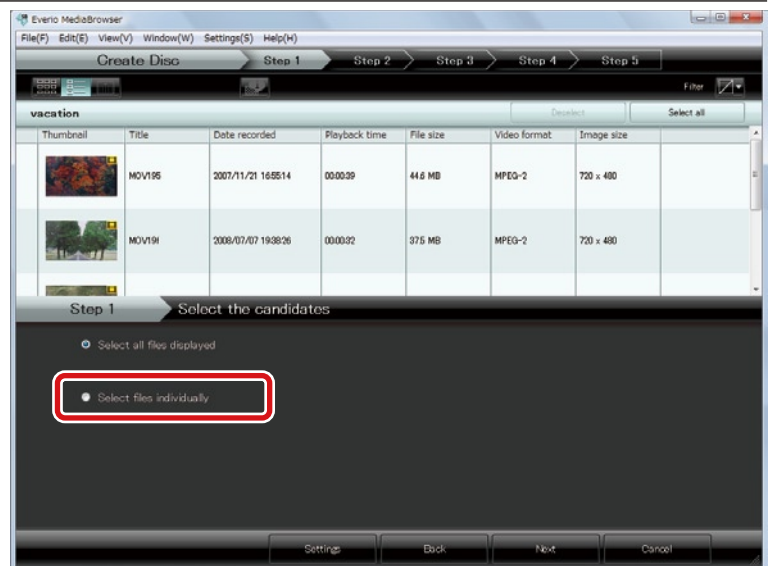 Everio MediaBrowser
File(F) Edit(E) View(V) Window(W) Settings(S) Help(H)
Create Disc Step 1 Step 2 Step 3 Step 4 Step 5
Filter
vacation Deselect Select all
Thumbnail Title Date recorded Playback time File size Video format Image size
MOV195 2007/11/21 16:55:14 00:00:39 44.6 MB MPEG-2 720 x 480
MOV191 2008/07/07 19:38:26 00:00:32 37.5 MB MPEG-2 720 x 480
Step 1 Select the candidates
Select all files displayed
Select files individually
Settings Back Next Cancel